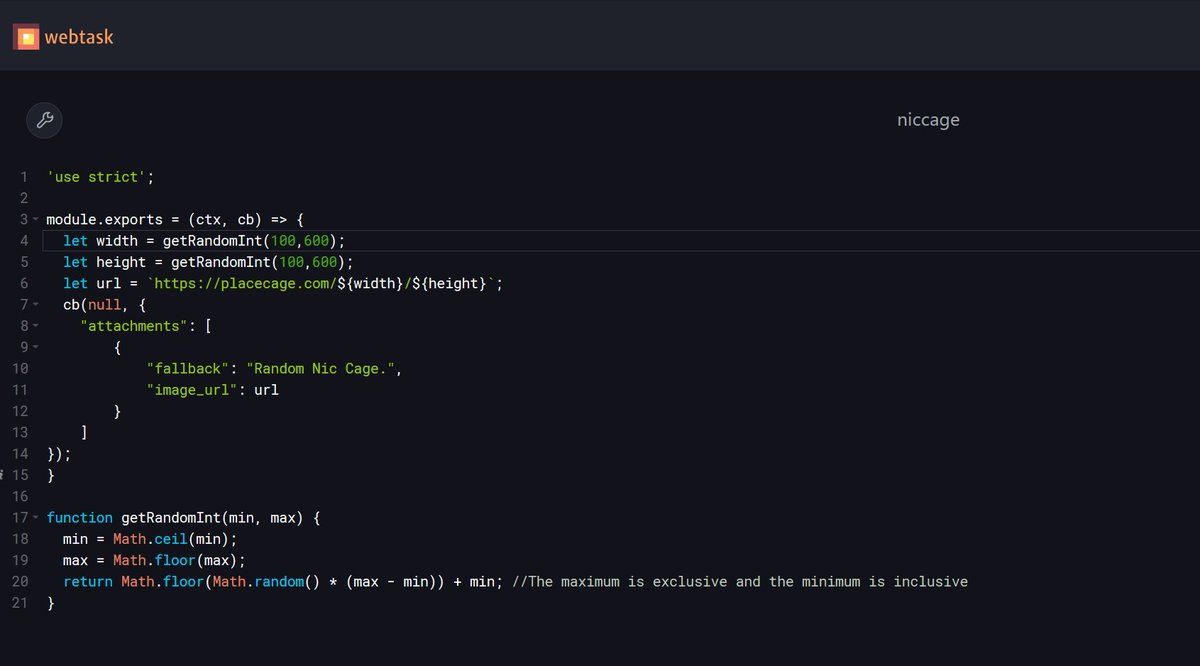 webtask
niccage
1 'use strict';
2
3 module.exports = (ctx, cb) => {
4   let width = getRandomInt(100,600);
5   let height = getRandomInt(100,600);
6   let url = `https://placecage.com/${width}/${height}`;
7   cb(null, {
8     "attachments": [
9         {
10             "fallback": "Random Nic Cage.",
11             "image_url": url
12         }
13     ]
14 });
i 15 }
16
17 function getRandomInt(min, max) {
18   min = Math.ceil(min);
19   max = Math.floor(max);
20   return Math.floor(Math.random() * (max - min)) + min; //The maximum is exclusive and the minimum is inclusive
21 }